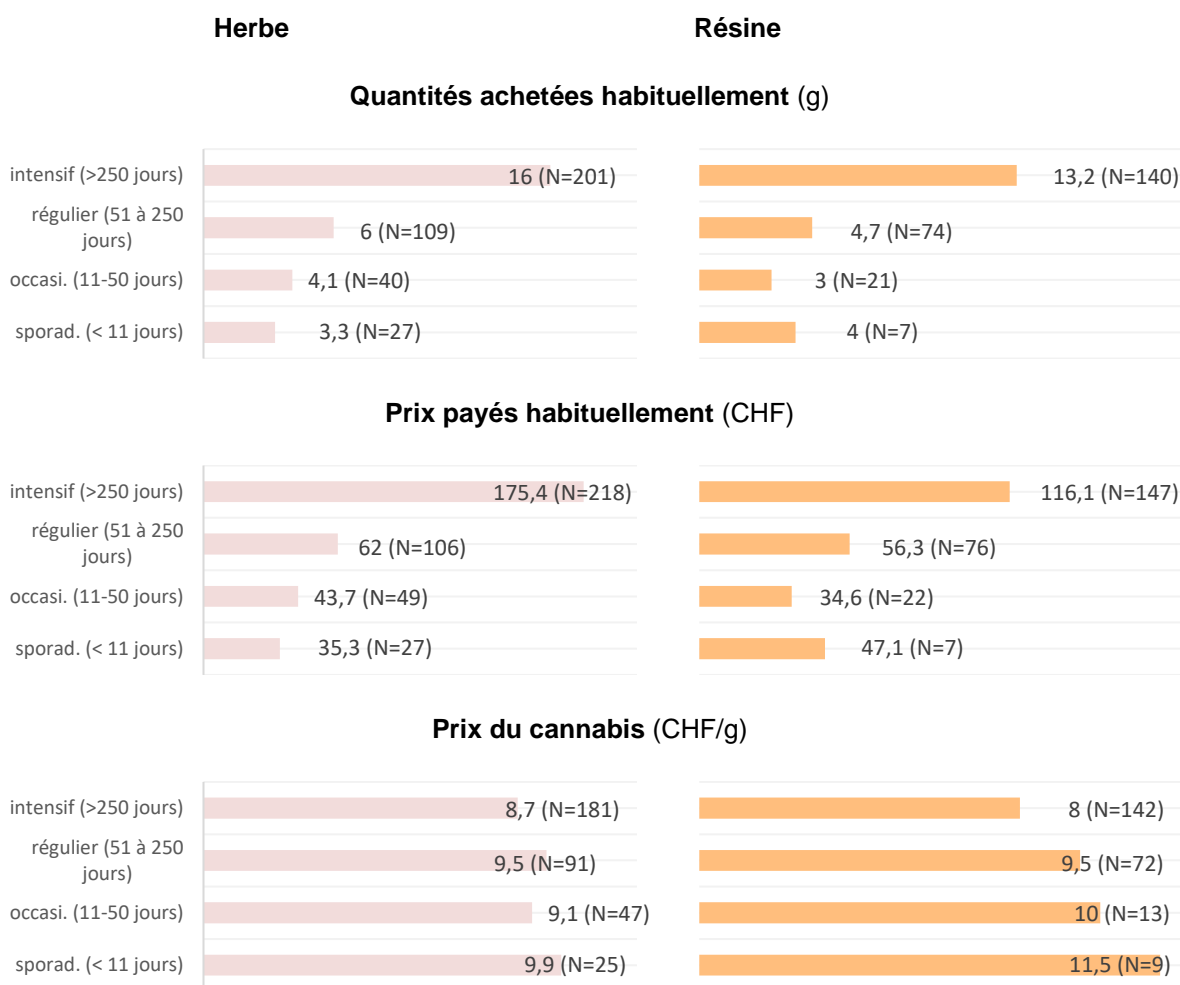 Herbe Résine
Quantités achetées habituellement (g)
intensif (>250 jours) 16 (N=201) 13,2 (N=140)
régulier (51 à 250
jours) 6 (N=109) 4,7 (N=74)
occasi. (11-50 jours) 4,1 (N=40) 3 (N=21)
sporad. (< 11 jours) 3,3 (N=27) 4 (N=7)
Prix payés habituellement (CHF)
intensif (>250 jours) 175,4 (N=218) 116,1 (N=147)
régulier (51 à 250
jours) 62 (N=106) 56,3 (N=76)
occasi. (11-50 jours) 43,7 (N=49) 34,6 (N=22)
sporad. (< 11 jours) 35,3 (N=27) 47,1 (N=7)
Prix du cannabis (CHF/g)
intensif (>250 jours) 8,7 (N=181) 8 (N=142)
régulier (51 à 250
jours) 9,5 (N=91) 9,5 (N=72)
occasi. (11-50 jours) 9,1 (N=47) 10 (N=13)
sporad. (< 11 jours) 9,9 (N=25) 11,5 (N=9)